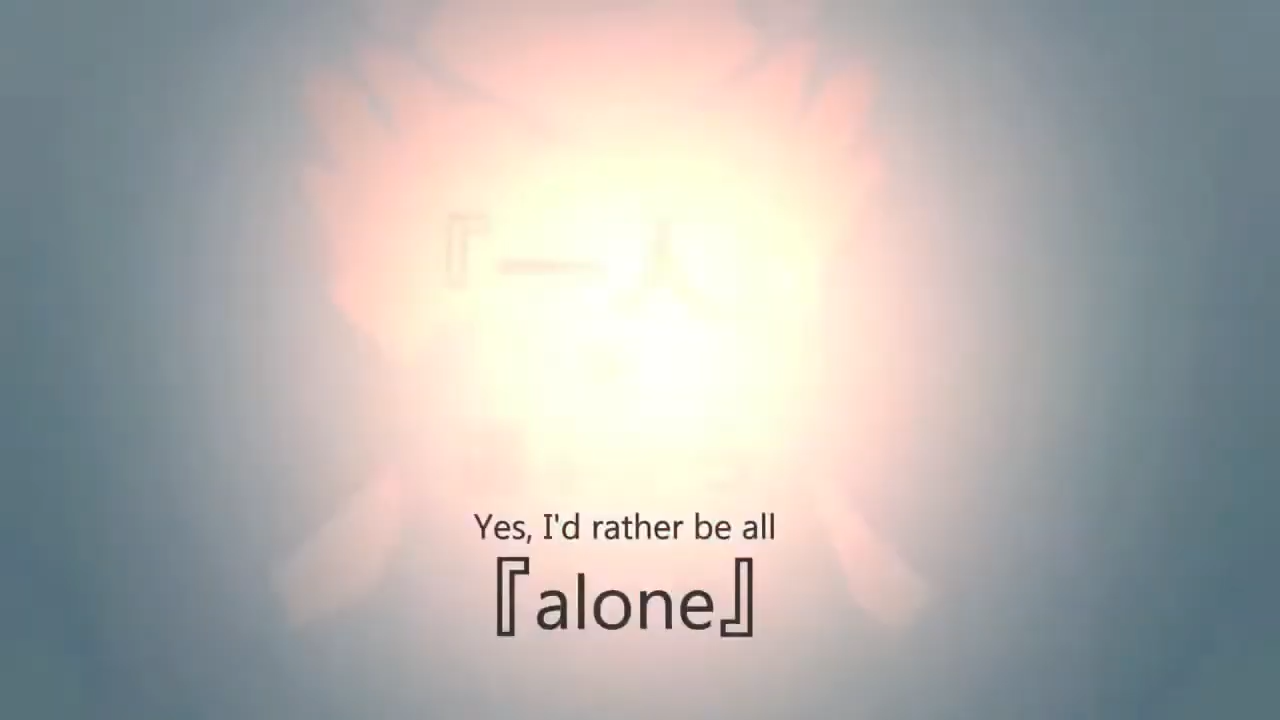 『一人
Yes, I'd rather be all
『alone』